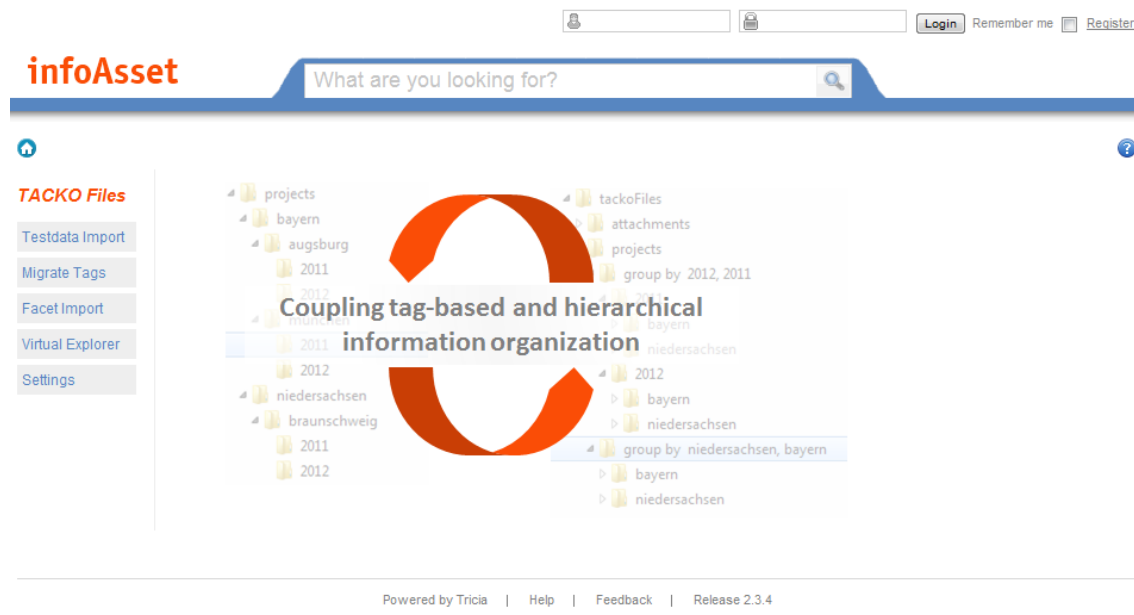 Login Remember me Register
infoAsset
What are you looking for?
TACKO Files
Testdata Import
Migrate Tags
Facet Import
Virtual Explorer
Settings
projects
bayern
augsburg
2011
2012
münchen
2011
2012
niedersachsen
braunschweig
2011
2012
Coupling tag-based and hierarchical
information organization
tackoFiles
attachments
projects
group by 2012, 2011
2011
bayern
niedersachsen
2012
bayern
niedersachsen
group by niedersachsen, bayern
bayern
niedersachsen
Powered by Tricia | Help | Feedback | Release 2.3.4